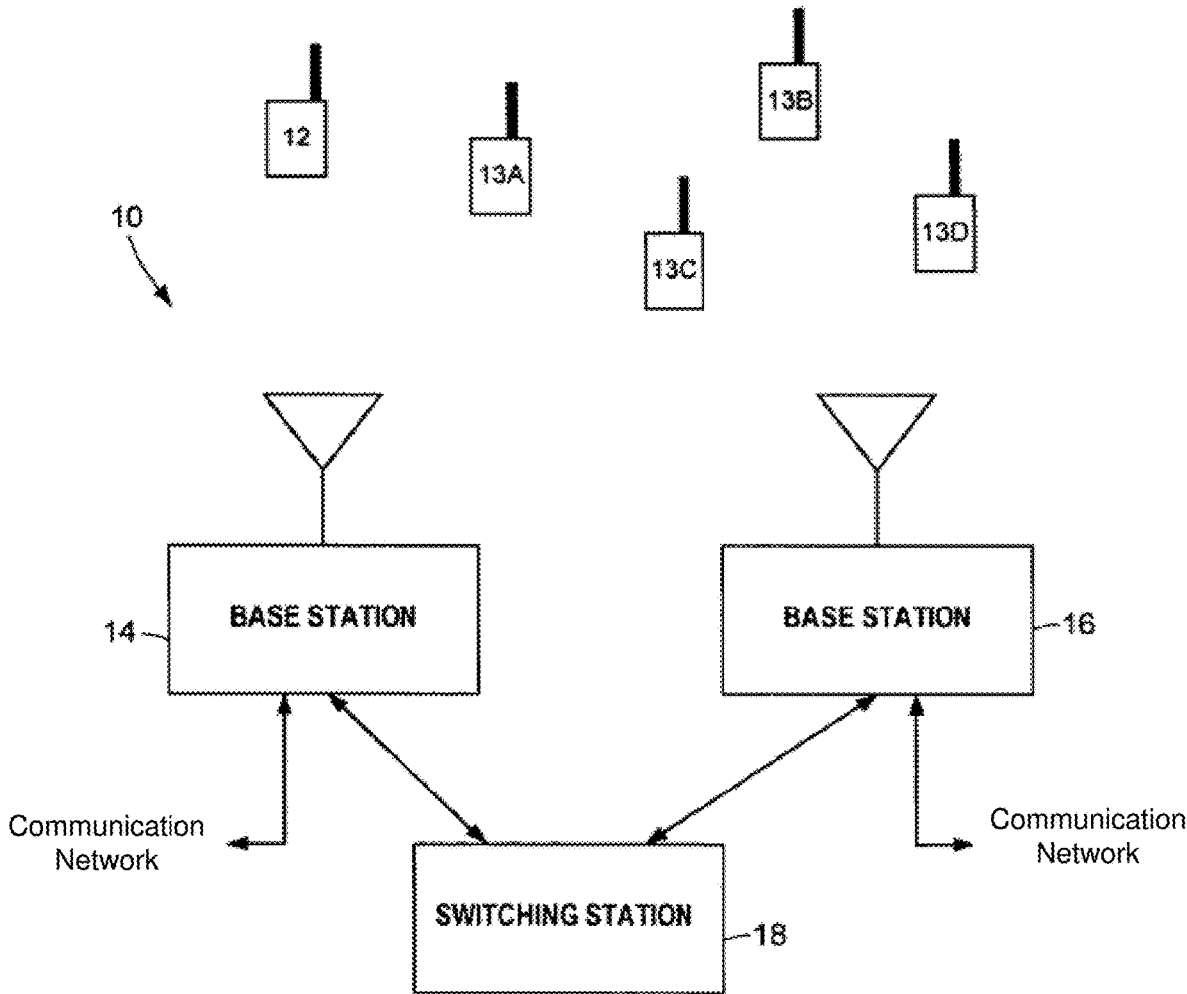 13B
12
13A
10
13D
13C
BASE STATION
BASE STATION
14
16
Communication
Network
Communication
Network
SWITCHING STATION
18